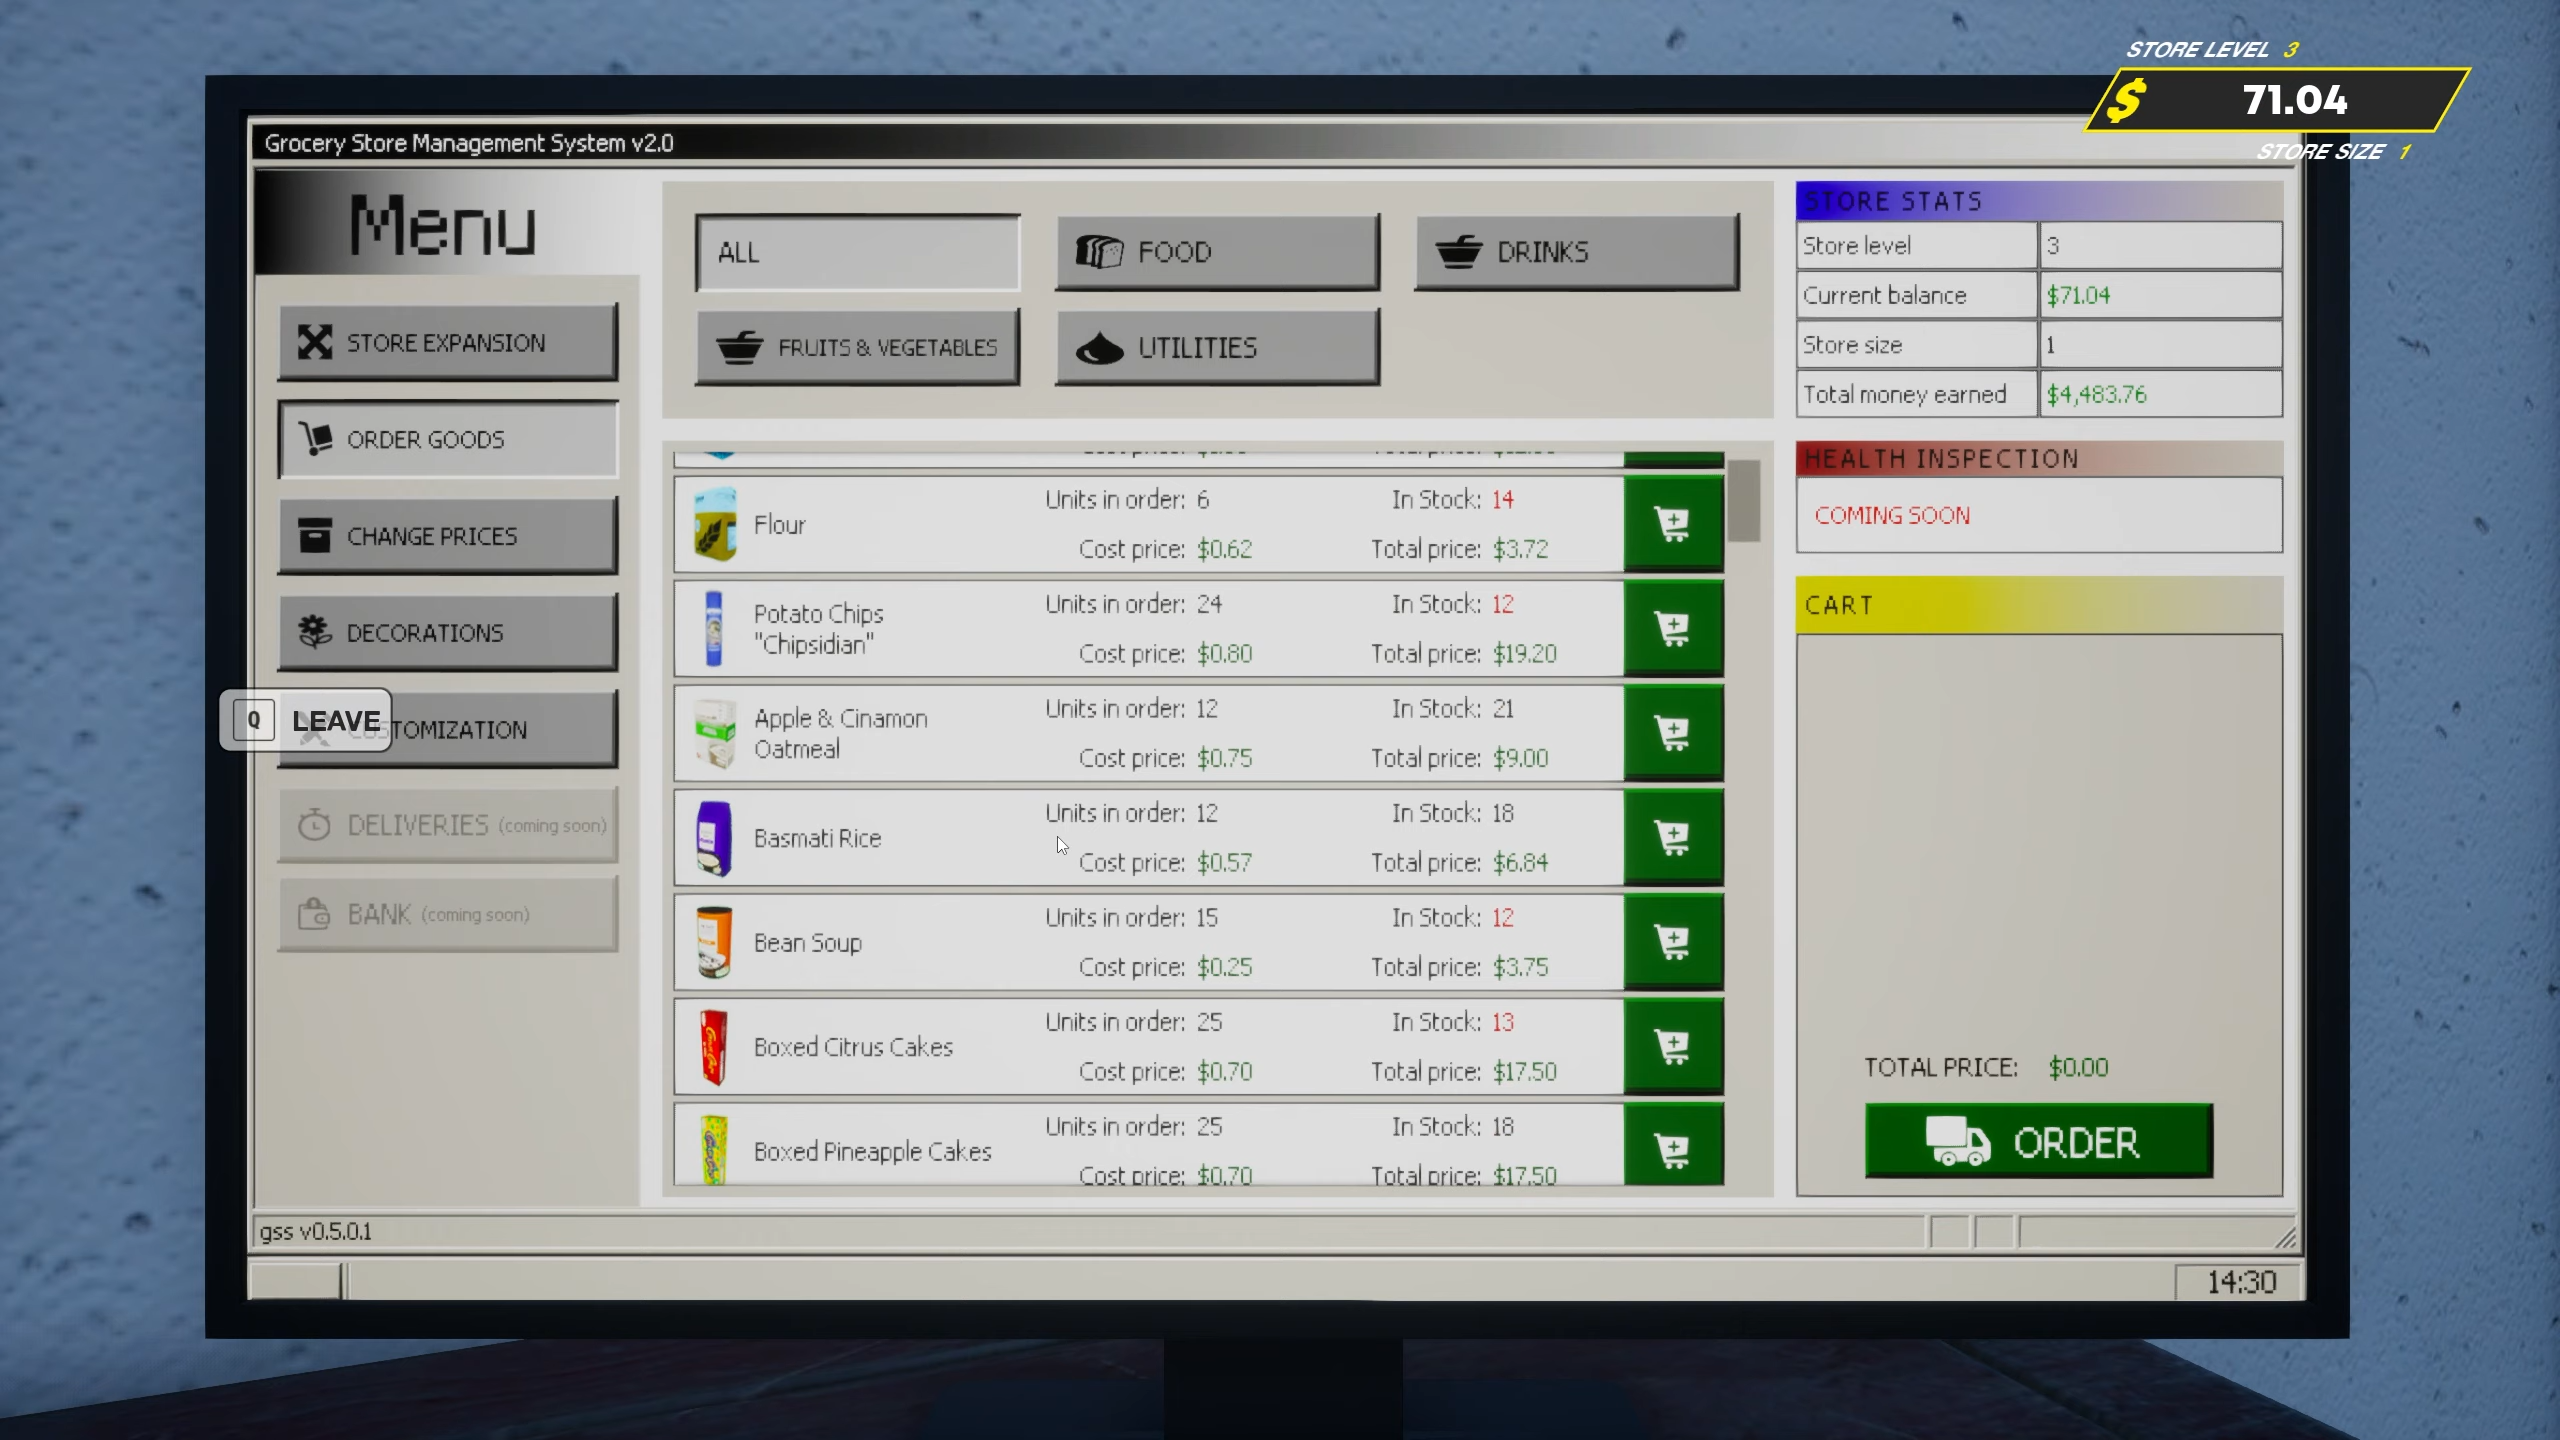 STORE LEVEL 3
$ 71.04
STORE SIZE 1
Grocery Store Management System v2.0
Menu
STORE EXPANSION
ORDER GOODS
CHANGE PRICES
DECORATIONS
Q LEAVE
TOMIZATION
DELIVERIES (coming soon)
BANK (coming soon)
ALL
FOOD
DRINKS
FRUITS & VEGETABLES
UTILITIES
Flour
Units in order: 6
In Stock: 14
Cost price: $0.62
Total price: $3.72
Potato Chips
"Chipsidian"
Units in order: 24
In Stock: 12
Cost price: $0.80
Total price: $19.20
Apple & Cinamon
Oatmeal
Units in order: 12
In Stock: 21
Cost price: $0.75
Total price: $9.00
Basmati Rice
Units in order: 12
In Stock: 18
Cost price: $0.57
Total price: $6.84
Bean Soup
Units in order: 15
In Stock: 12
Cost price: $0.25
Total price: $3.75
Boxed Citrus Cakes
Units in order: 25
In Stock: 13
Cost price: $0.70
Total price: $17.50
Boxed Pineapple Cakes
Units in order: 25
In Stock: 18
Cost price: $0.70
Total price: $17.50
STORE STATS
Store level 3
Current balance $71.04
Store size 1
Total money earned $4,483.76
HEALTH INSPECTION
COMING SOON
CART
TOTAL PRICE: $0.00
ORDER
gss v0.5.0.1
14:30